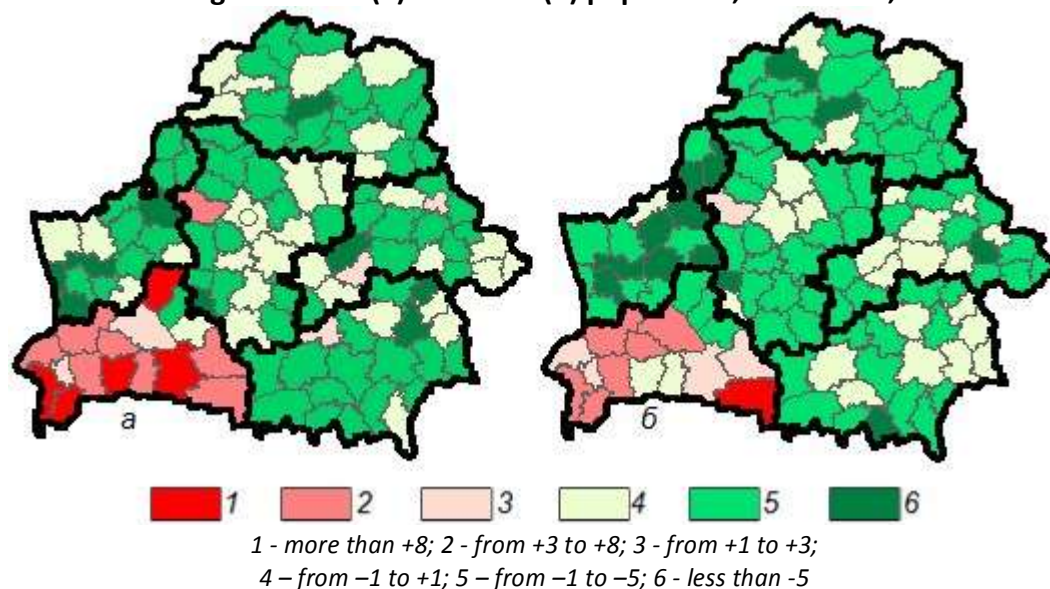 а
б
1
2
3
4
5
6
1 - more than +8; 2 - from +3 to +8; 3 - from +1 to +3;
4 – from –1 to +1; 5 – from –1 to –5; 6 - less than -5